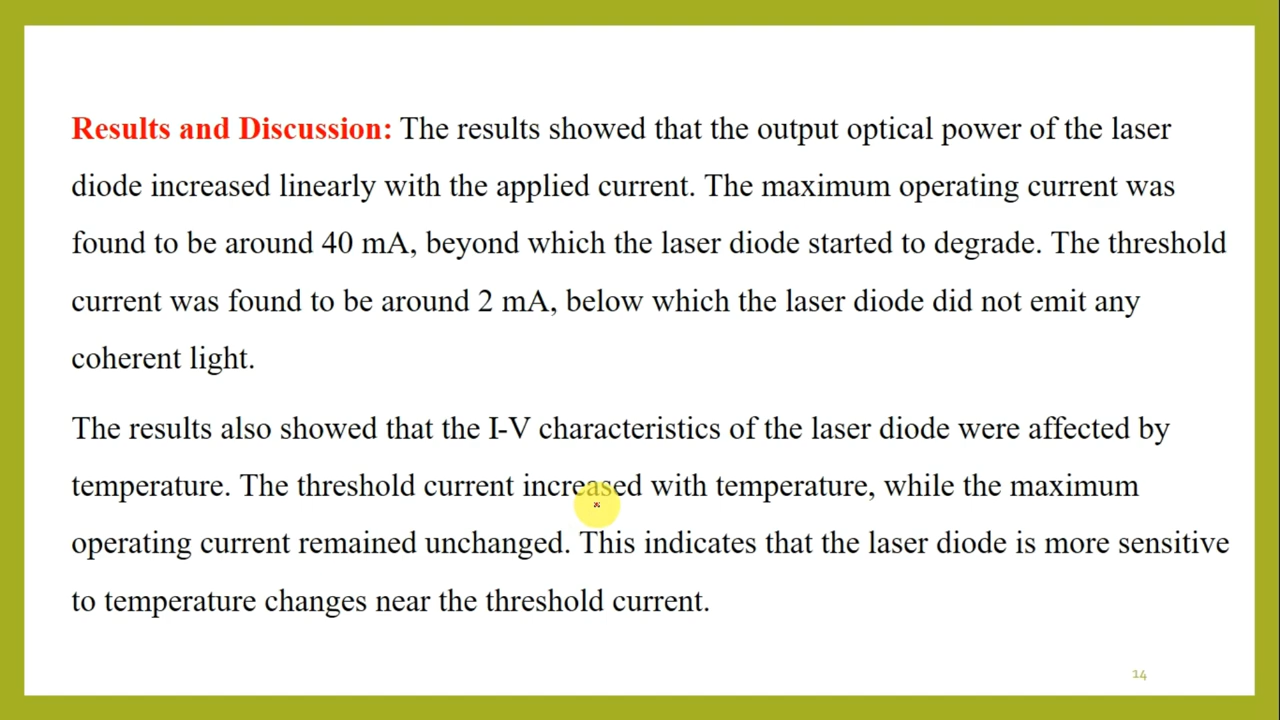 Results and Discussion: The results showed that the output optical power of the laser
diode increased linearly with the applied current. The maximum operating current was
found to be around 40 mA, beyond which the laser diode started to degrade. The threshold
current was found to be around 2 mA, below which the laser diode did not emit any
coherent light.
The results also showed that the I-V characteristics of the laser diode were affected by
temperature. The threshold current increased with temperature, while the maximum
operating current remained unchanged. This indicates that the laser diode is more sensitive
to temperature changes near the threshold current.
14